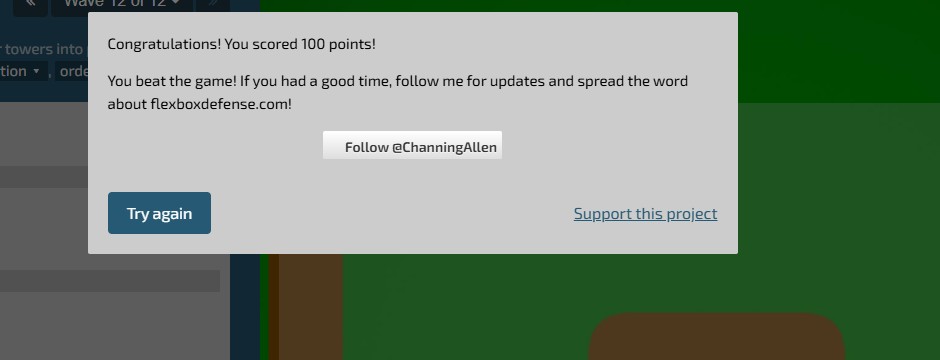 Wave 12 of 12
r towers into
tion , orde
Congratulations! You scored 100 points!
You beat the game! If you had a good time, follow me for updates and spread the word
about flexboxdefense.com!
Follow @ChanningAllen
Try again
Support this project